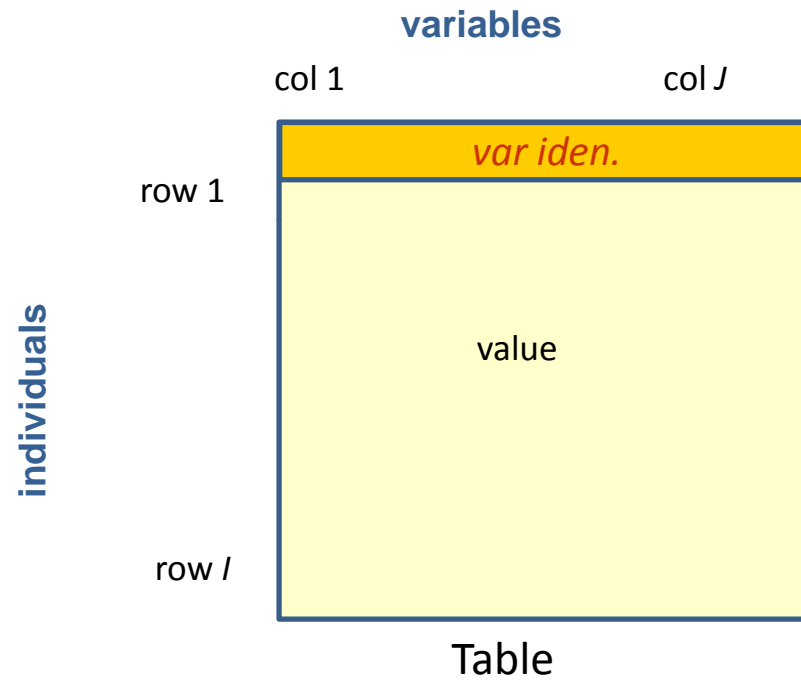 variables
col 1 col J
var iden.
row 1
individuals
value
row I
Table